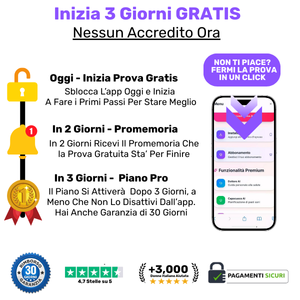 Inizia 3 Giorni GRATIS
Nessun Accredito Ora
NON TI PIACE?
FERMI LA PROVA
IN UN CLICK
Oggi - Inizia Prova Gratis
Sblocca L'app Oggi e Inizia
A Fare i Primi Passi Per Stare Meglio
1
In 2 Giorni - Promemoria
In 2 Giorni Ricevi Il Promemoria Che
la Prova Gratuita Sta' Per Finire
Abbonamento
Funzionalità Premium
In 3 Giorni - Piano Pro
Il Piano Si Attiverà Dopo 3 Giorni, a
Meno Che Non Lo Disattivi Dall'app.
Hai Anche Garanzia di 30 Giorni
30
4.7 Stelle su 5
+3,000
PAGAMENTI SICURI